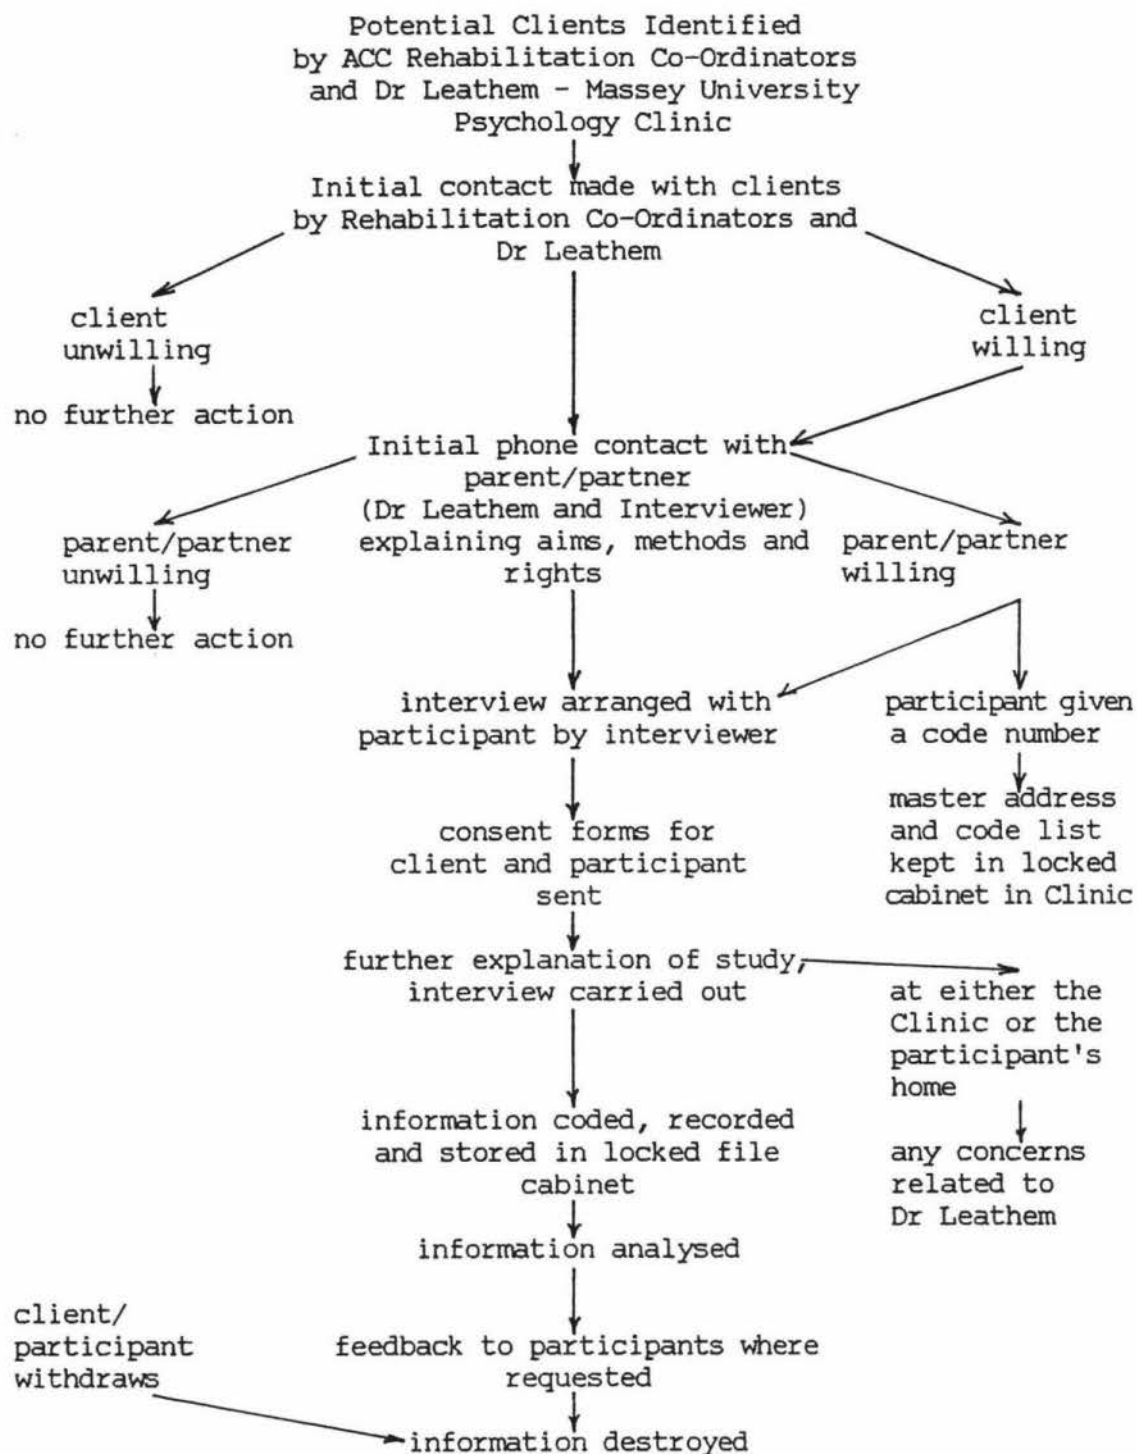 Potential Clients Identified
by ACC Rehabilitation Co-Ordinators
and Dr Leathem - Massey University
Psychology Clinic
Initial contact made with clients
by Rehabilitation Co-Ordinators and
Dr Leathem
client
unwilling
no further action
client
willing
Initial phone contact with
parent/partner
(Dr Leathem and Interviewer)
explaining aims, methods and
rights
parent/partner
unwilling
no further action
parent/partner
willing
interview arranged with
participant by interviewer
participant given
a code number
master address
and code list
kept in locked
cabinet in Clinic
consent forms for
client and participant
sent
further explanation of study,
interview carried out
at either the
Clinic or the
participant's
home
any concerns
related to
Dr Leathem
information coded, recorded
and stored in locked file
cabinet
information analysed
client/
participant
withdraws
feedback to participants where
requested
information destroyed